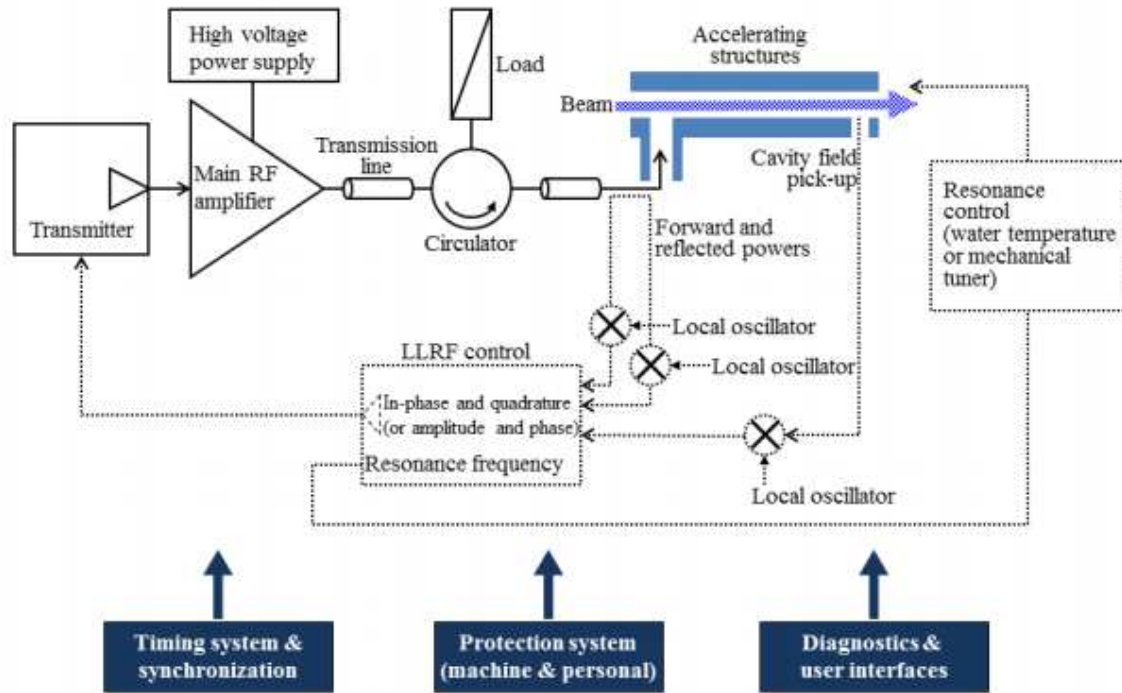 High voltage
power supply
Load
Accelerating
structures
Beam
Transmission
line
Main RF
amplifier
Transmitter
Circulator
Cavity field
pick-up
Forward and
reflected powers
Resonance
control
(water temperature
or mechanical
tuner)
Local oscillator
Local oscillator
LLRF control
In-phase and quadrature
(or amplitude and phase)
Resonance frequency
Local oscillator
Timing system &
synchronization
Protection system
(machine & personal)
Diagnostics &
user interfaces